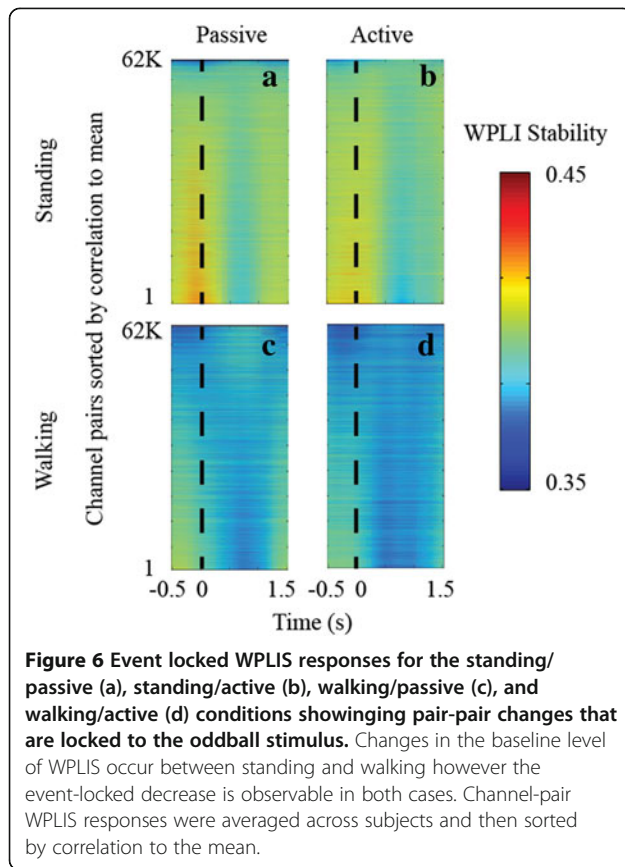 Passive
Active
62K
a
b
WPLI Stability
0.45
0.35
Standing
Walking
Channel pairs sorted by correlation to mean
1
62K
c
d
1
-0.5 0 1.5
-0.5 0 1.5
Time (s)
Figure 6 Event locked WPLIS responses for the standing/
passive (a), standing/active (b), walking/passive (c), and
walking/active (d) conditions showinging pair-pair changes that
are locked to the oddball stimulus. Changes in the baseline level
of WPLIS occur between standing and walking however the
event-locked decrease is observable in both cases. Channel-pair
WPLIS responses were averaged across subjects and then sorted
by correlation to the mean.